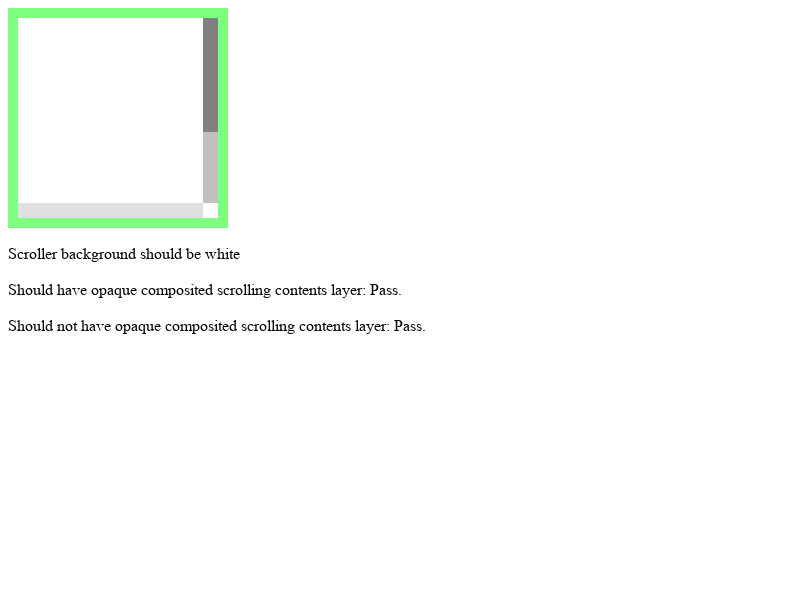 Scroller background should be white
Should have opaque composited scrolling contents layer: Pass.
Should not have opaque composited scrolling contents layer: Pass.